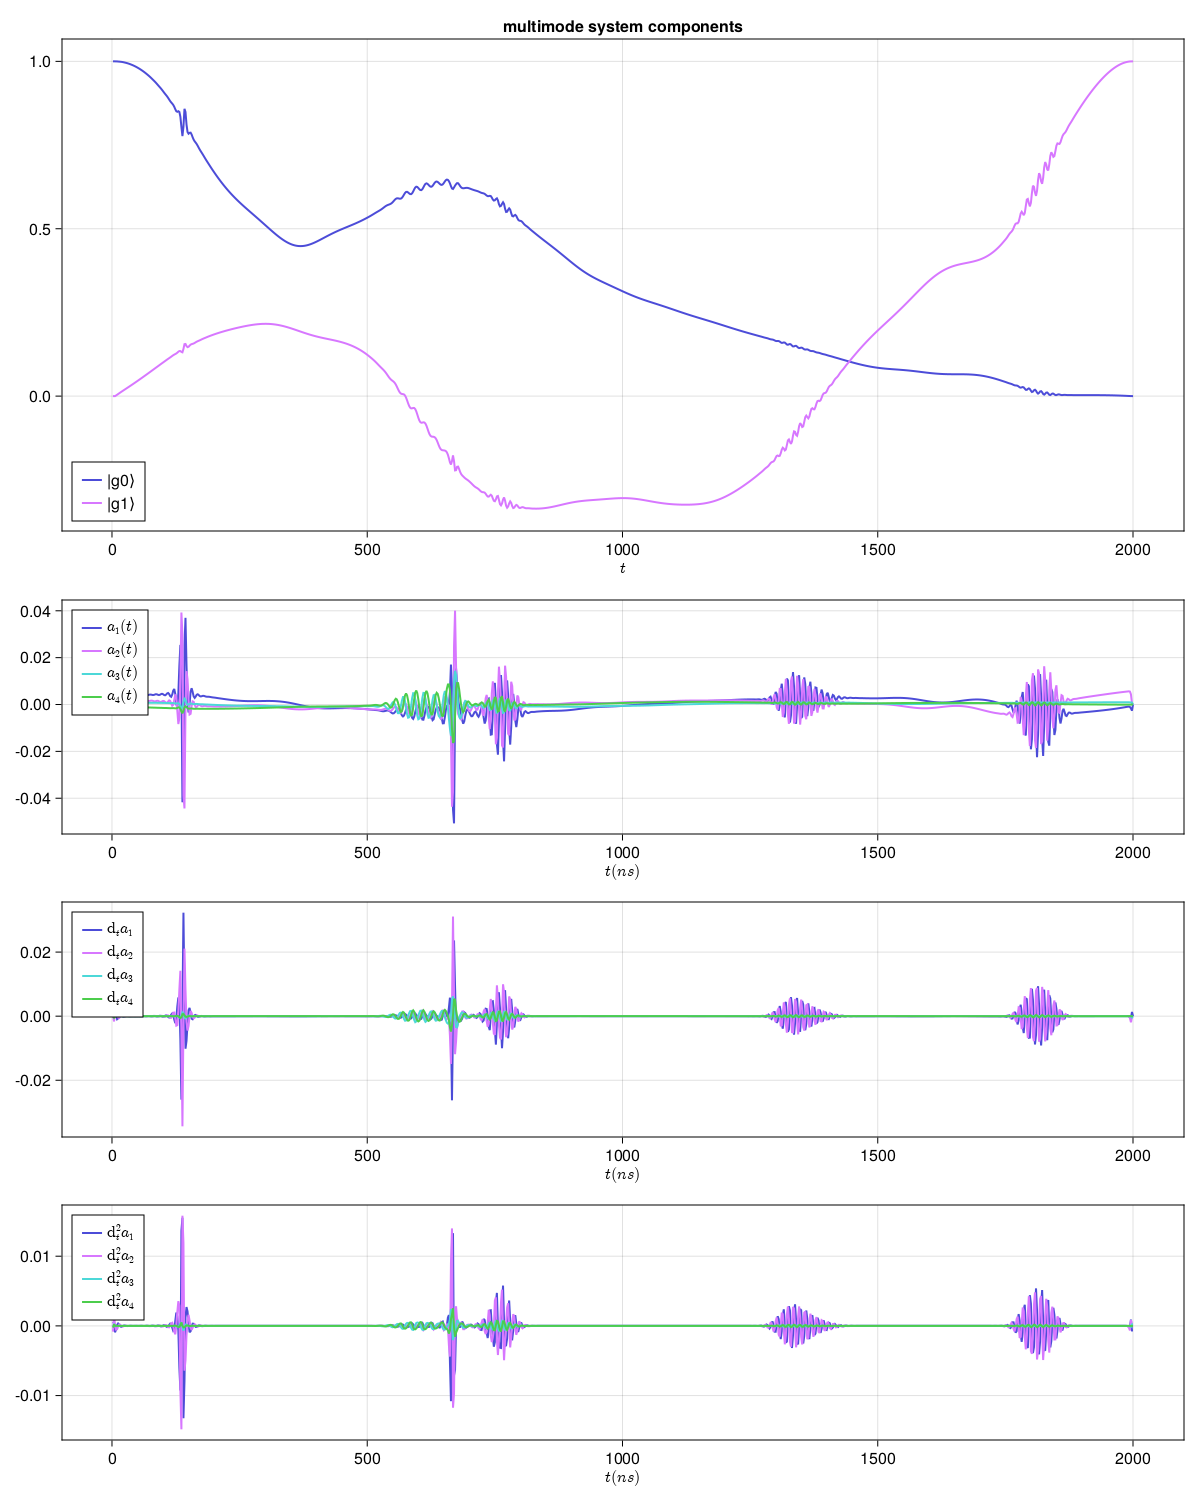 multimode system components
1.0
0.5
0.0
|g0⟩
|g1⟩
0 500 1000 1500 2000
t
0.04
0.02
0.00
-0.02
-0.04
a₁(t)
a₂(t)
a₃(t)
a₄(t)
0 500 1000 1500 2000
t(ns)
0.02
0.00
-0.02
dₜa₁
dₜa₂
dₜa₃
dₜa₄
0 500 1000 1500 2000
t(ns)
0.01
0.00
-0.01
dₜ²a₁
dₜ²a₂
dₜ²a₃
dₜ²a₄
0 500 1000 1500 2000
t(ns)